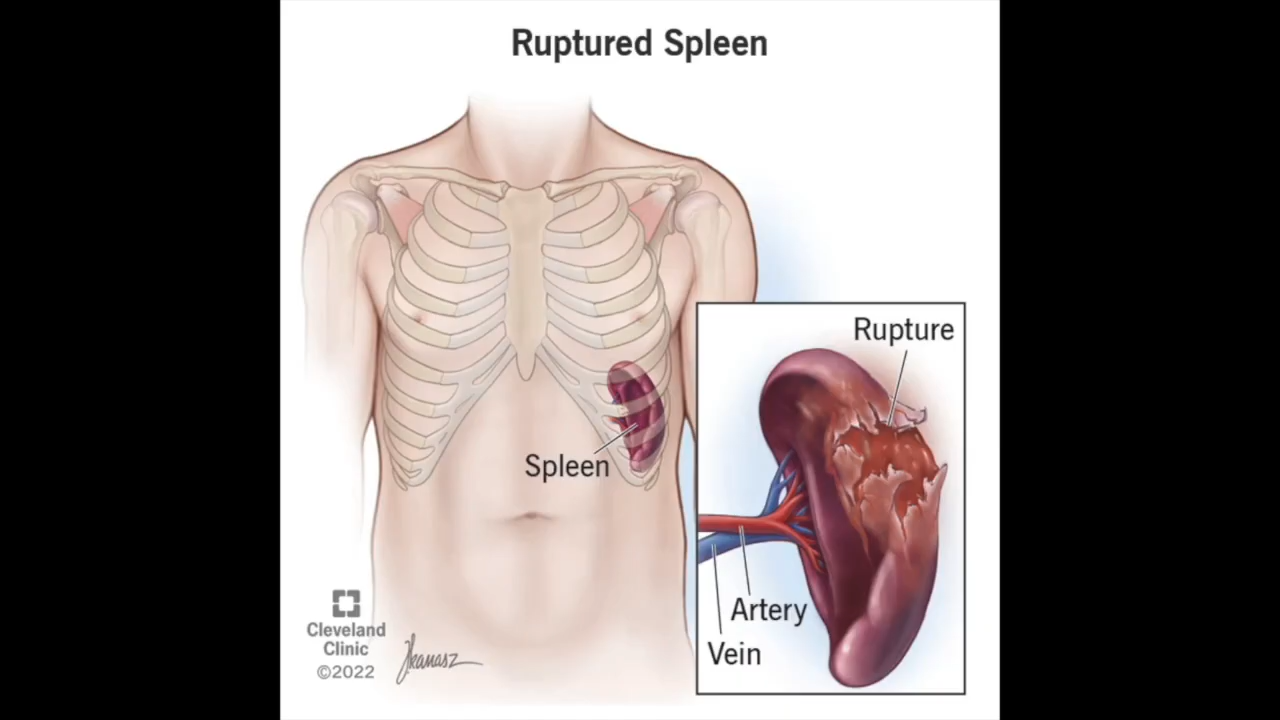 Ruptured Spleen
Rupture
Spleen
Artery
Vein
Cleveland
Clinic
©2022